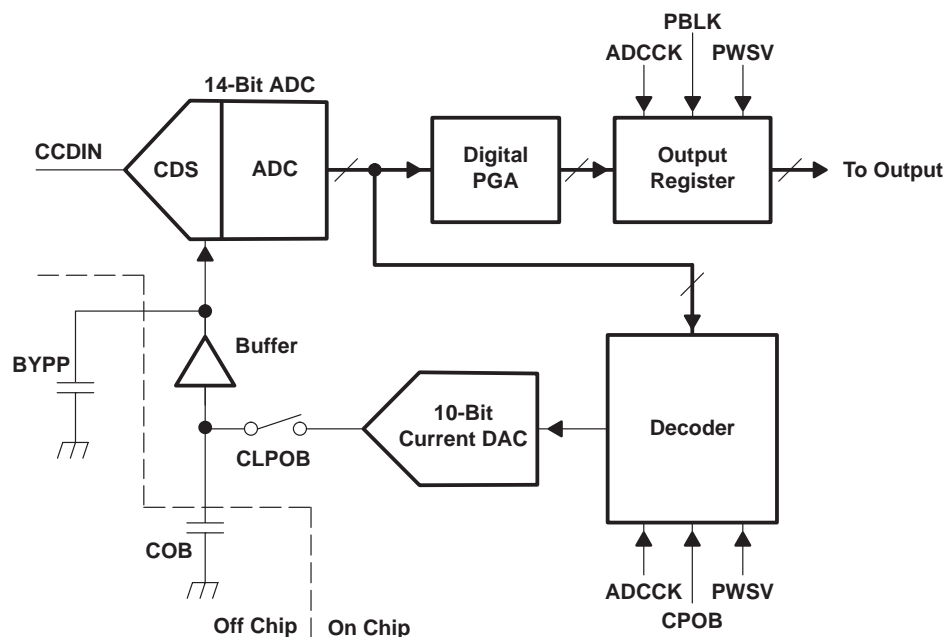 PBLK
ADCCK PWSV
14-Bit ADC
CCDIN
CDS
ADC
Digital
PGA
Output
Register
To Output
BYPP
Buffer
CLPOB
10-Bit
Current DAC
Decoder
COB
ADCCK PWSV
CPOB
Off Chip On Chip